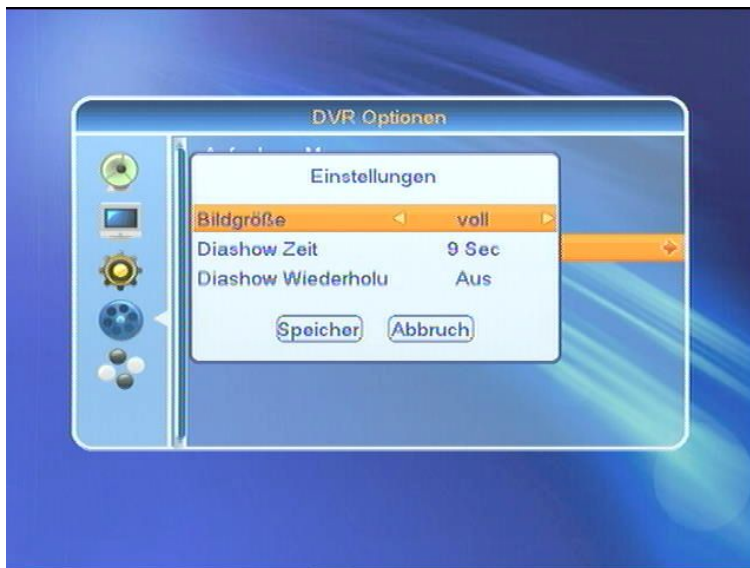 DVR Optionen
Einstellungen
Bildgröße voll
Diashow Zeit 9 Sec
Diashow Wiederholu Aus
Speicher Abbruch